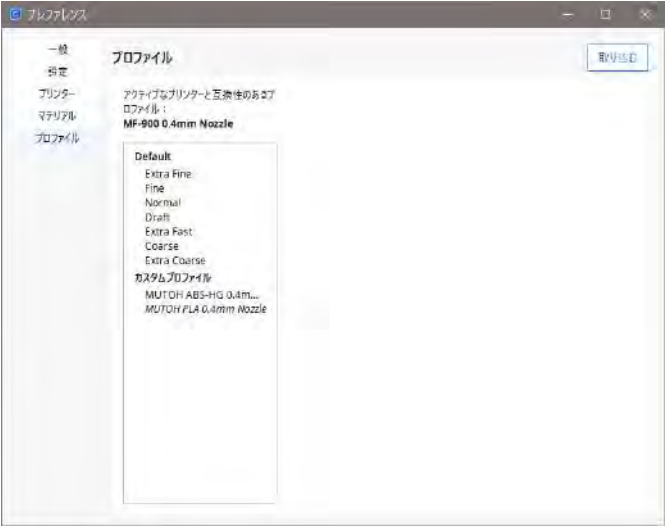 プレファレンス
一般
設定
プリンター
マテリアル
プロファイル
プロファイル
取り込む
アクティブなプリンターと互換性のあるプ
ロファイル：
MF-900 0.4mm Nozzle
Default
Extra Fine
Fine
Normal
Draft
Extra Fast
Coarse
Extra Coarse
カスタムプロファイル
MUTOH ABS-HG 0.4m...
MUTOH PLA 0.4mm Nozzle